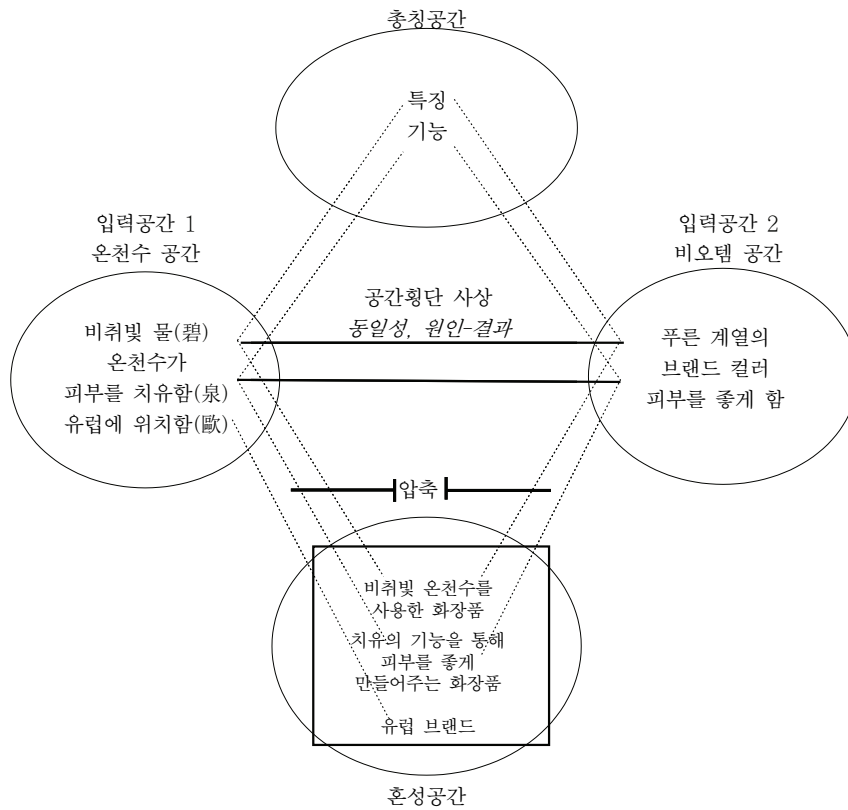 총칭공간
특징
기능
입력공간 1
온천수 공간
입력공간 2
비오템 공간
비취빛 물(碧)
온천수가
피부를 치유함(泉)
유럽에 위치함(歐)
공간횡단 사상
동일성, 원인-결과
푸른 계열의
브랜드 컬러
피부를 좋게 함
압축
비취빛 온천수를
사용한 화장품
치유의 기능을 통해
피부를 좋게
만들어주는 화장품
유럽 브랜드
혼성공간